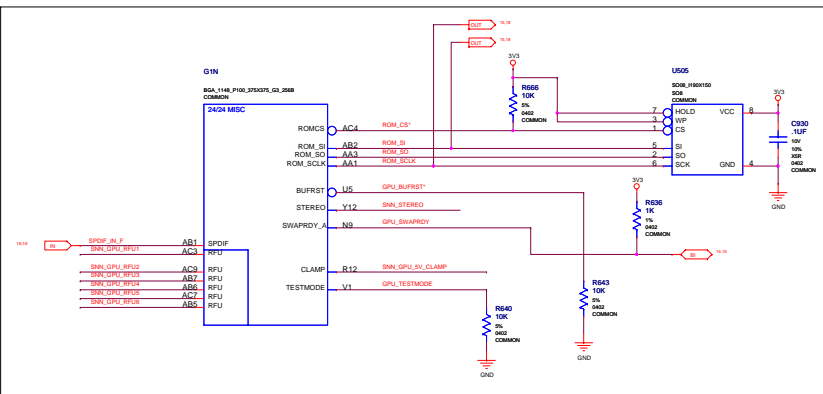 OUT 16,18
OUT 16,18
3V3
G1N
BGA_1148_P100_375X375_G3_256B
COMMON
24/24 MISC
ROMCS AC4 ROM_CS*
ROM_SI AB2 ROM_SI
ROM_SO AA3 ROM_SO
ROM_SCLK AA1 ROM_SCLK
BUFRST U5 GPU_BUFRST*
STEREO Y12 SNN_STEREO
SWAPRDY_A N9 GPU_SWAPRDY
CLAMP R12 SNN_GPU_5V_CLAMP
TESTMODE V1 GPU_TESTMODE
IN SPDIF_IN_F AB1 SPDIF
SNN_GPU_RFU1 AC3 RFU
SNN_GPU_RFU2 AC9 RFU
SNN_GPU_RFU3 AB7 RFU
SNN_GPU_RFU4 AB6 RFU
SNN_GPU_RFU5 AC7 RFU
SNN_GPU_RFU6 AB5 RFU
R666
10K
5%
0402
COMMON
U505
SO8
COMMON
7 HOLD VCC 8
3 WP
1 CS
5 SI
2 SO
6 SCK GND 4
3V3
C930
.1UF
10V
10%
X5R
0402
COMMON
GND
3V3
R636
1K
1%
0402
COMMON
BI
R643
10K
5%
0402
COMMON
GND
R640
10K
5%
0402
COMMON
GND